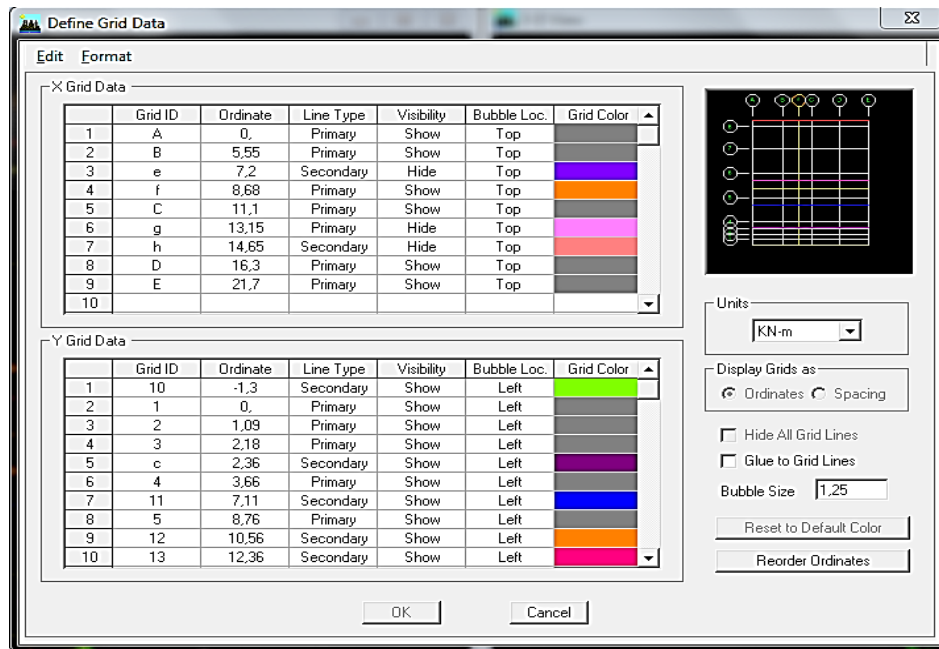 Define Grid Data
Edit Format
X Grid Data
Grid ID Ordinate Line Type Visibility Bubble Loc. Grid Color
1 A 0, Primary Show Top
2 B 5,55 Primary Show Top
3 e 7,2 Secondary Hide Top
4 f 8,68 Primary Show Top
5 C 11,1 Primary Show Top
6 g 13,15 Primary Hide Top
7 h 14,65 Secondary Hide Top
8 D 16,3 Primary Show Top
9 E 21,7 Primary Show Top
10
Units
KN-m
Y Grid Data
Grid ID Ordinate Line Type Visibility Bubble Loc. Grid Color
1 10 -1,3 Secondary Show Left
2 1 0, Primary Show Left
3 2 1,09 Primary Show Left
4 3 2,18 Primary Show Left
5 c 2,36 Secondary Show Left
6 4 3,66 Primary Show Left
7 11 7,11 Secondary Show Left
8 5 8,76 Primary Show Left
9 12 10,56 Secondary Show Left
10 13 12,36 Secondary Show Left
Display Grids as
Ordinates Spacing
Hide All Grid Lines
Glue to Grid Lines
Bubble Size 1,25
Reset to Default Color
Reorder Ordinates
OK Cancel